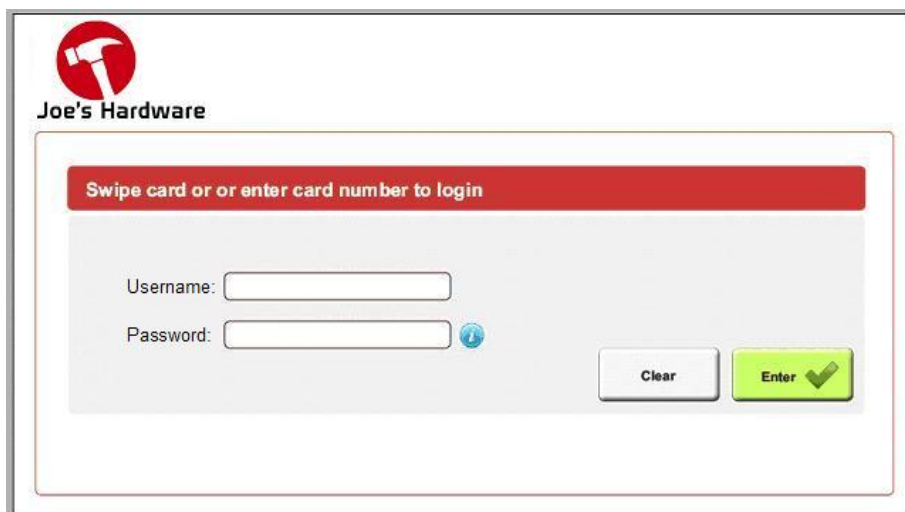 Joe's Hardware
Swipe card or or enter card number to login
Username:
Password:
i
Clear
Enter